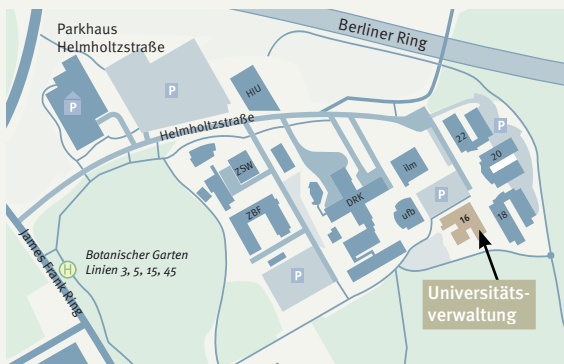 Parkhaus
Helmholtzstraße
Berliner Ring
P
P
HIU
Helmholtzstraße
ZSW
ZBF
DRK
ilm
ufb
22
20
P
P
16
18
P
James Frank Ring
H
Botanischer Garten
Linien 3, 5, 15, 45
Universitäts-
verwaltung